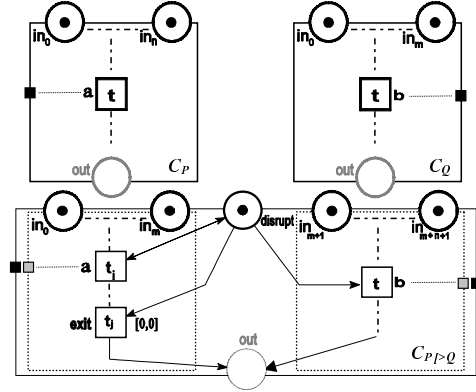 in0 inn in0 inm
a t t b
out CP out CQ
in0 inm disrupt inm+1 inm+n+1
a ti t b
exit tj [0,0]
out CP[>Q